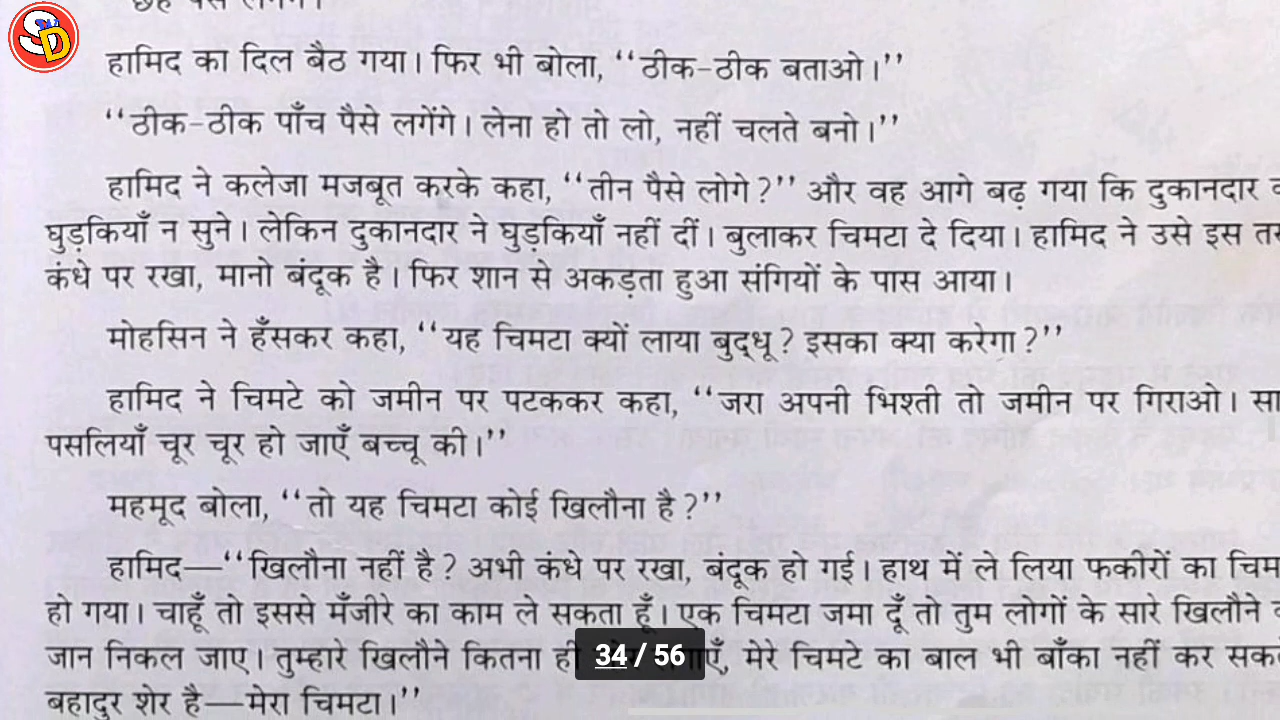 SD
छह पैसे लगेंगे।
हामिद का दिल बैठ गया। फिर भी बोला, ‘‘ठीक-ठीक बताओ।’’
‘‘ठीक-ठीक पाँच पैसे लगेंगे। लेना हो तो लो, नहीं चलते बनो।’’
हामिद ने कलेजा मजबूत करके कहा, ‘‘तीन पैसे लोगे?’’ और वह आगे बढ़ गया कि दुकानदार
घुड़कियाँ न सुने। लेकिन दुकानदार ने घुड़कियाँ नहीं दीं। बुलाकर चिमटा दे दिया। हामिद ने उसे इस
कंधे पर रखा, मानो बंदूक है। फिर शान से अकड़ता हुआ संगियों के पास आया।
मोहसिन ने हँसकर कहा, ‘‘यह चिमटा क्यों लाया बुद्धू? इसका क्या करेगा?’’
हामिद ने चिमटे को जमीन पर पटककर कहा, ‘‘जरा अपनी भिश्ती तो जमीन पर गिराओ।
पसलियाँ चूर चूर हो जाएँ बच्चू की।’’
महमूद बोला, ‘‘तो यह चिमटा कोई खिलौना है?’’
हामिद—‘‘खिलौना नहीं है? अभी कंधे पर रखा, बंदूक हो गई। हाथ में ले लिया फकीरों का
हो गया। चाहूँ तो इससे मँजीरे का काम ले सकता हूँ। एक चिमटा जमा दूँ तो तुम लोगों के सारे खिलौने
जान निकल जाए। तुम्हारे खिलौने कितना ही मेरे चिमटे का बाल भी बाँका नहीं कर
34 / 56
बहादुर शेर है—मेरा चिमटा।’’